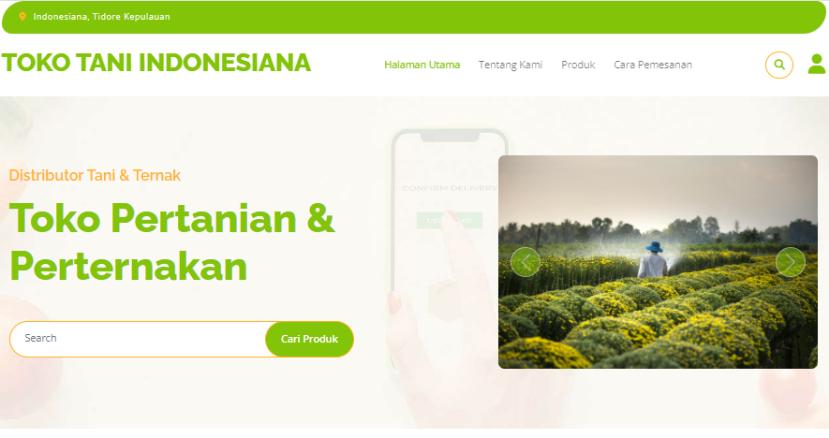 Indonesiana, Tidore Kepulauan
TOKO TANI INDONESIANA
Halaman Utama Tentang Kami Produk Cara Pemesanan
Distributor Tani & Ternak
Toko Pertanian &
Perternakan
Search Cari Produk
CONFIRM DELIVERY